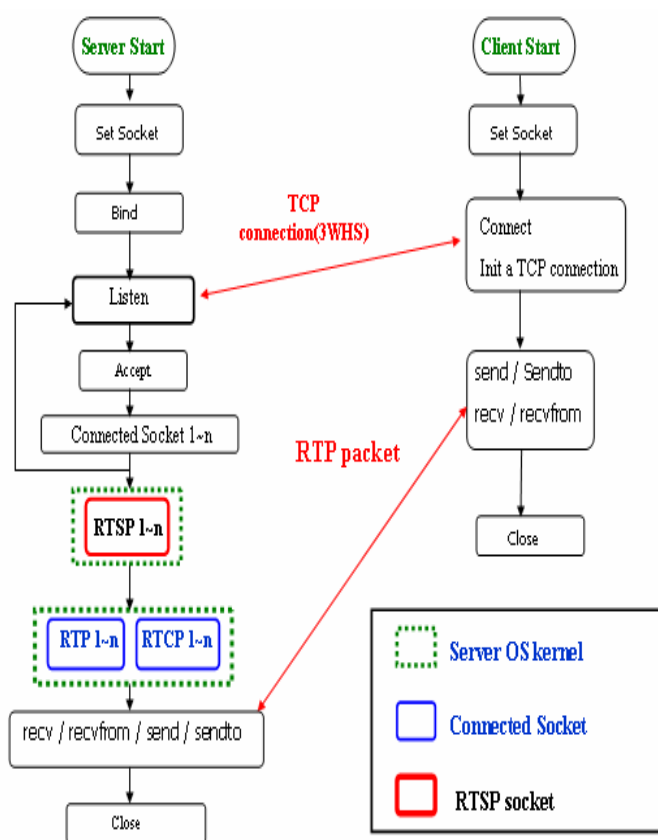 Server Start
Set Socket
Bind
Listen
Accept
Connected Socket 1~n
RTSP 1~n
RTP 1~n
RTCP 1~n
recv / recvfrom / send / sendto
Close
TCP
connection(3WHS)
RTP packet
Client Start
Set Socket
Connect
Init a TCP connection
send / Sendto
recv / recvfrom
Close
Server OS kernel
Connected Socket
RTSP socket